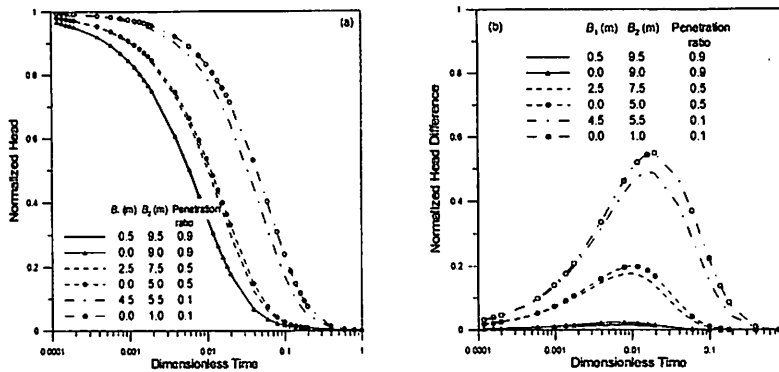 (a)
1
0.8
0.6
0.4
0.2
0
Normalized Head
B₁ (m) B₂ (m) Penetration ratio
0.5 9.5 0.9
0.0 9.0 0.9
2.5 7.5 0.5
0.0 5.0 0.5
4.5 5.5 0.1
0.0 1.0 0.1
0.0001 0.001 0.01 0.1 1
Dimensionless Time
(b)
1
0.8
0.6
0.4
0.2
0
Normalized Head Difference
B₁ (m) B₂ (m) Penetration ratio
0.5 9.5 0.9
0.0 9.0 0.9
2.5 7.5 0.5
0.0 5.0 0.5
4.5 5.5 0.1
0.0 1.0 0.1
0.0001 0.001 0.01 0.1
Dimensionless Time